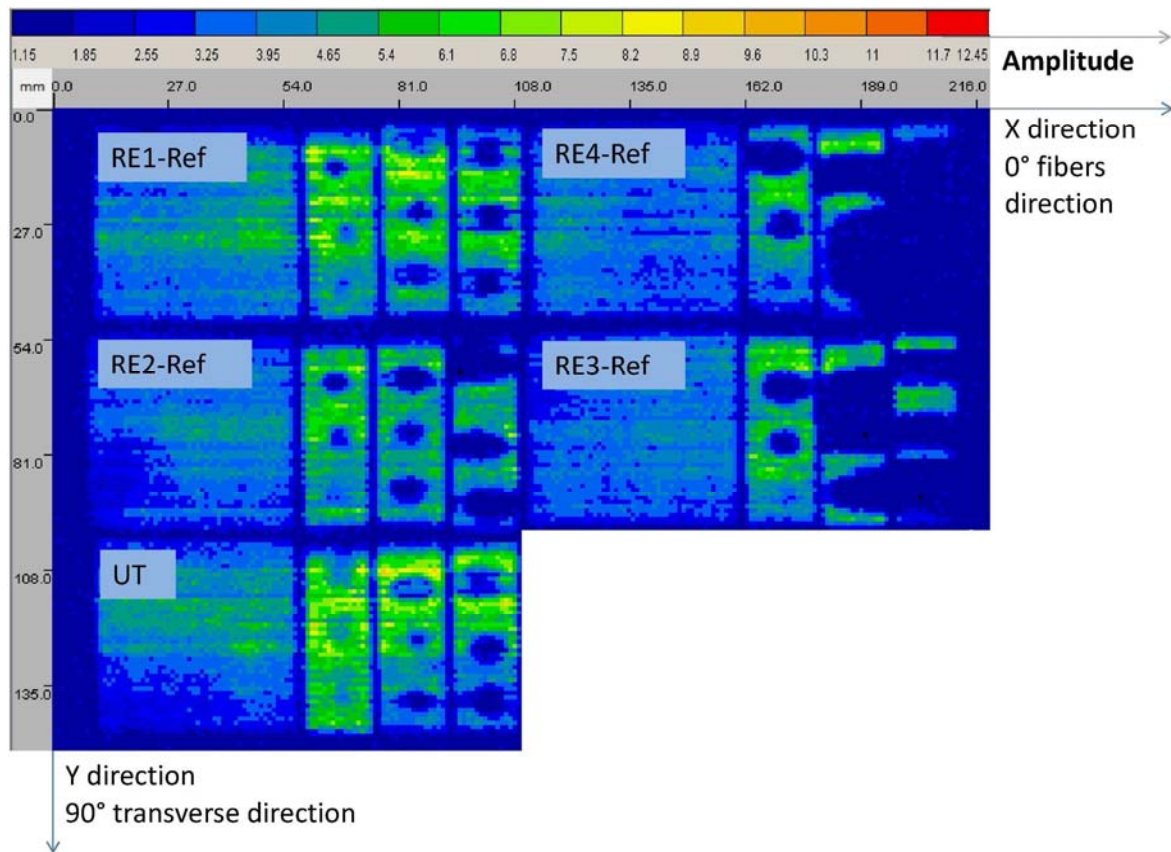 1.15 1.85 2.55 3.25 3.95 4.65 5.4 6.1 6.8 7.5 8.2 8.9 9.6 10.3 11 11.7 12.45
Amplitude
mm 0.0 27.0 54.0 81.0 108.0 135.0 162.0 189.0 216.0
X direction
0° fibers
direction
0.0
RE1-Ref
RE4-Ref
27.0
54.0
RE2-Ref
RE3-Ref
81.0
108.0
UT
135.0
Y direction
90° transverse direction